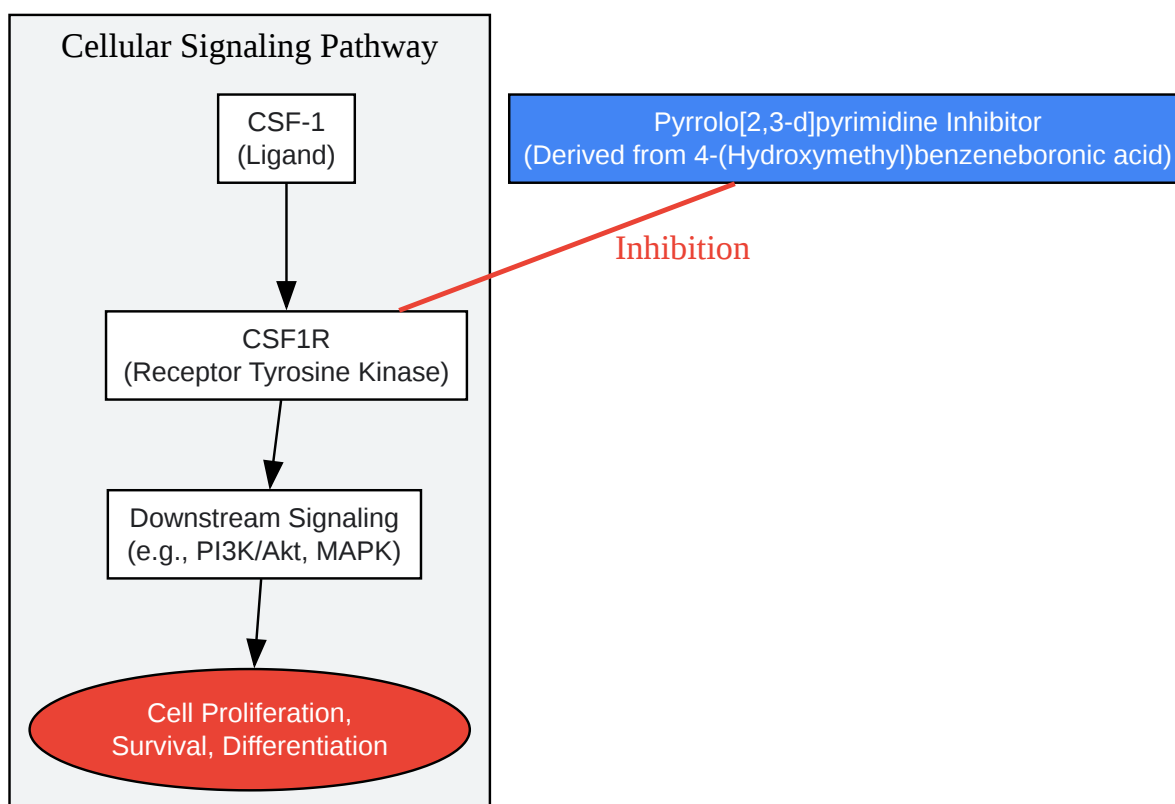 Cellular Signaling Pathway
CSF-1
(Ligand)
Pyrrolo[2,3-d]pyrimidine Inhibitor
(Derived from 4-(Hydroxymethyl)benzeneboronic acid)
Inhibition
CSF1R
(Receptor Tyrosine Kinase)
Downstream Signaling
(e.g., PI3K/Akt, MAPK)
Cell Proliferation,
Survival, Differentiation